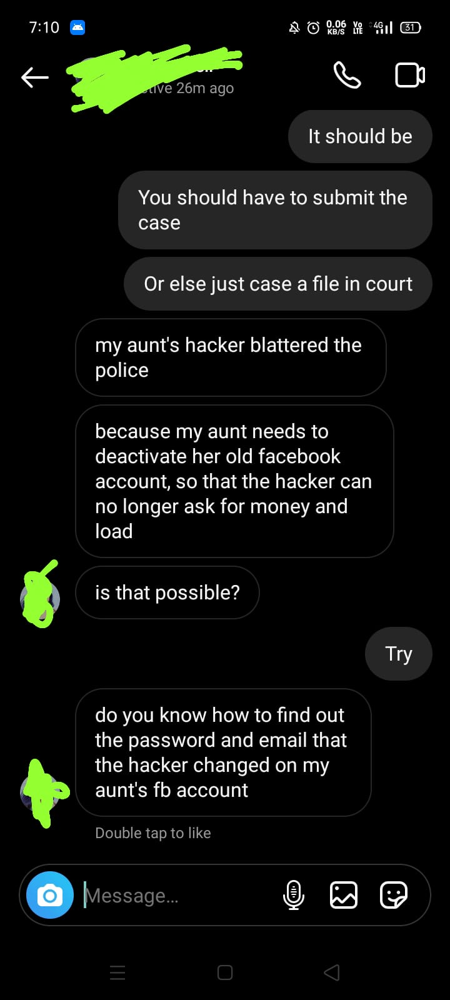 7:10
0.06
KB/S
Vo
LTE
4G
31
26m ago
It should be
You should have to submit the
case
Or else just case a file in court
my aunt's hacker blattered the
police
because my aunt needs to
deactivate her old facebook
account, so that the hacker can
no longer ask for money and
load
is that possible?
Try
do you know how to find out
the password and email that
the hacker changed on my
aunt's fb account
Double tap to like
Message...